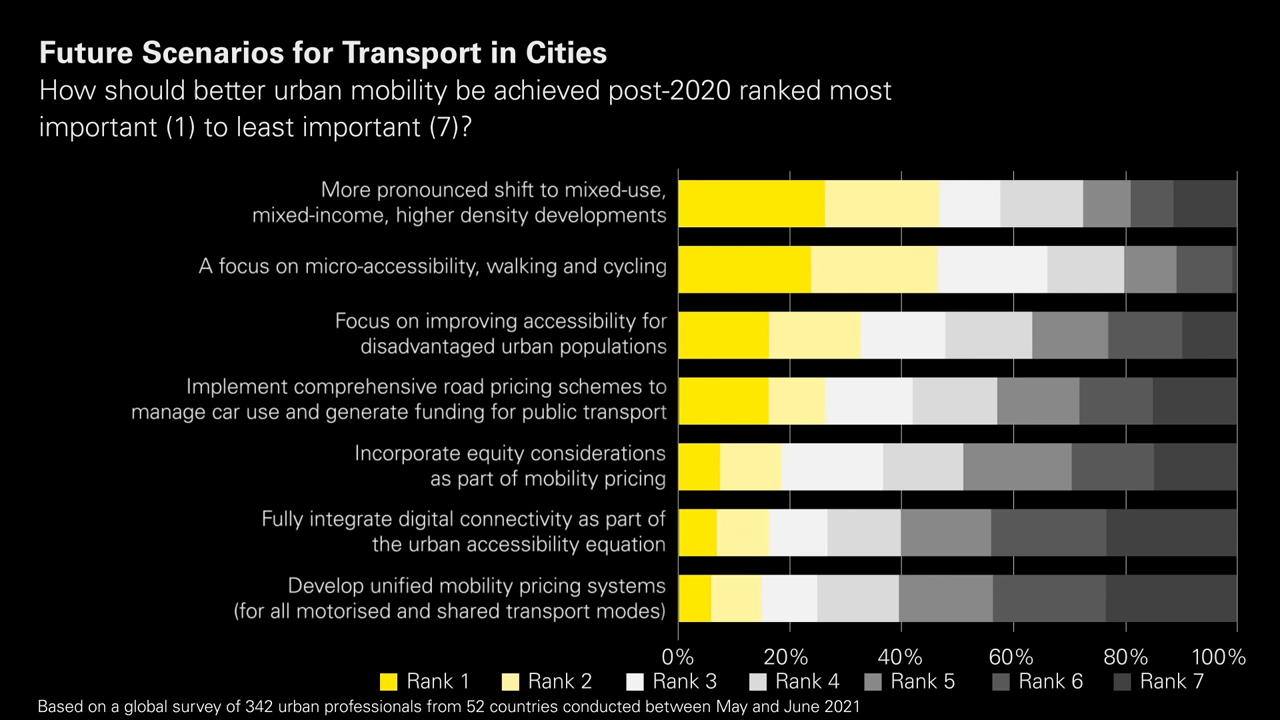 Future Scenarios for Transport in Cities
How should better urban mobility be achieved post-2020 ranked most
important (1) to least important (7)?
More pronounced shift to mixed-use,
mixed-income, higher density developments
A focus on micro-accessibility, walking and cycling
Focus on improving accessibility for
disadvantaged urban populations
Implement comprehensive road pricing schemes to
manage car use and generate funding for public transport
Incorporate equity considerations
as part of mobility pricing
Fully integrate digital connectivity as part of
the urban accessibility equation
Develop unified mobility pricing systems
(for all motorised and shared transport modes)
0% 20% 40% 60% 80% 100%
Rank 1 Rank 2 Rank 3 Rank 4 Rank 5 Rank 6 Rank 7
Based on a global survey of 342 urban professionals from 52 countries conducted between May and June 2021